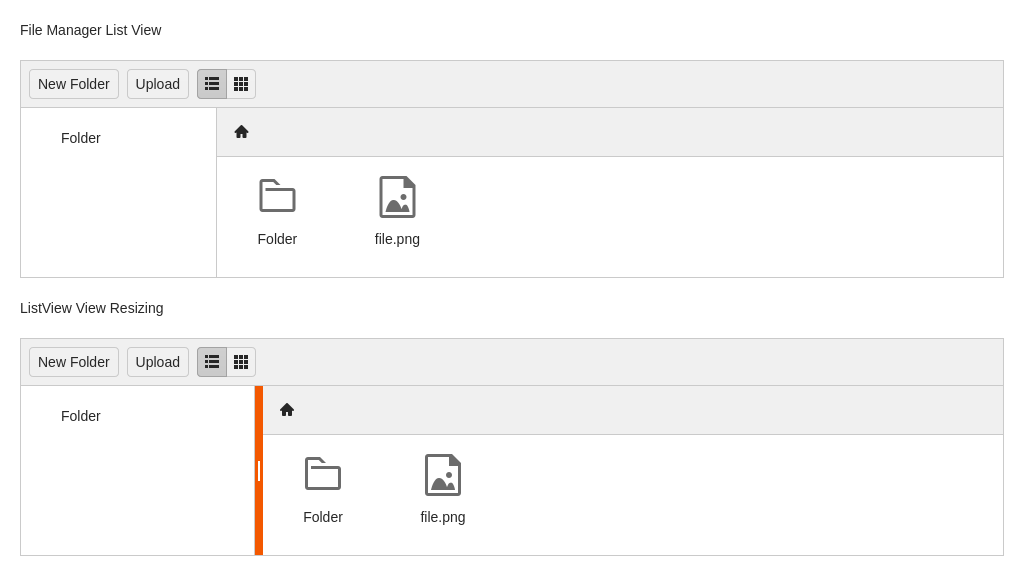 File Manager List View
New Folder Upload
Folder
Folder file.png
ListView View Resizing
New Folder Upload
Folder
Folder file.png